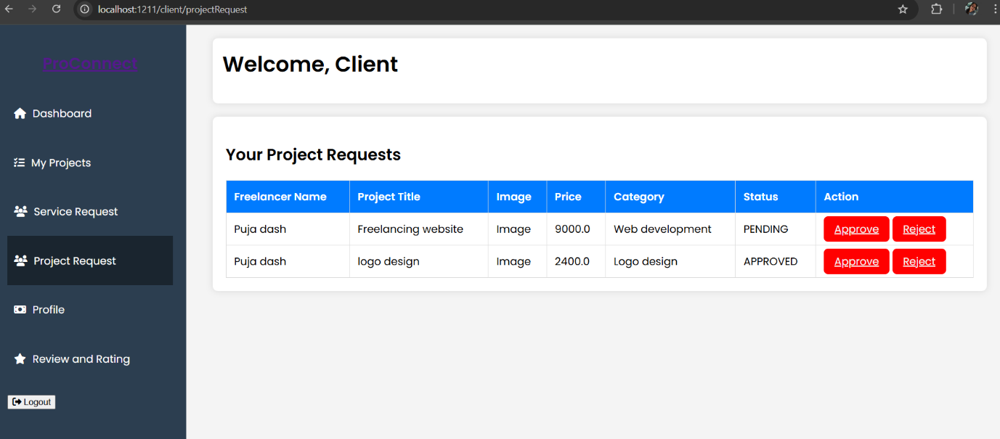 localhost:1211/client/projectRequest
ProConnect
Dashboard
My Projects
Service Request
Project Request
Profile
Review and Rating
Logout
Welcome, Client
Your Project Requests
Freelancer Name Project Title Image Price Category Status Action
Puja dash Freelancing website Image 9000.0 Web development PENDING Approve Reject
Puja dash logo design Image 2400.0 Logo design APPROVED Approve Reject